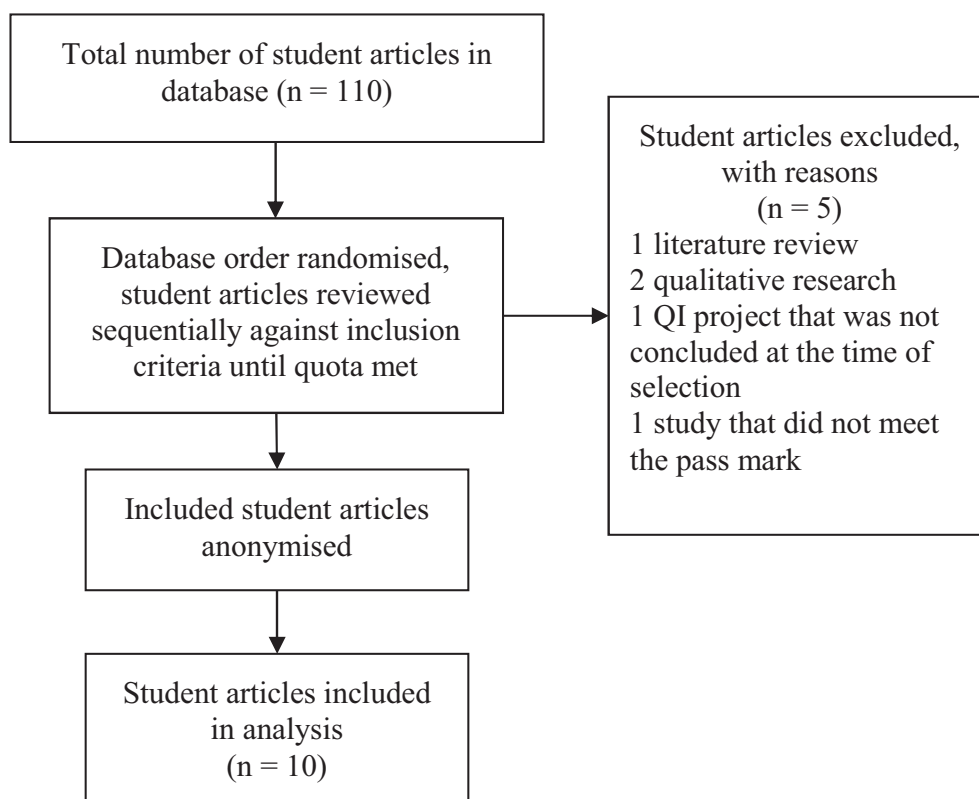 Total number of student articles in
database (n = 110)
Student articles excluded,
with reasons
(n = 5)
1 literature review
2 qualitative research
1 QI project that was not
concluded at the time of
selection
1 study that did not meet
the pass mark
Database order randomised,
student articles reviewed
sequentially against inclusion
criteria until quota met
Included student articles
anonymised
Student articles included
in analysis
(n = 10)